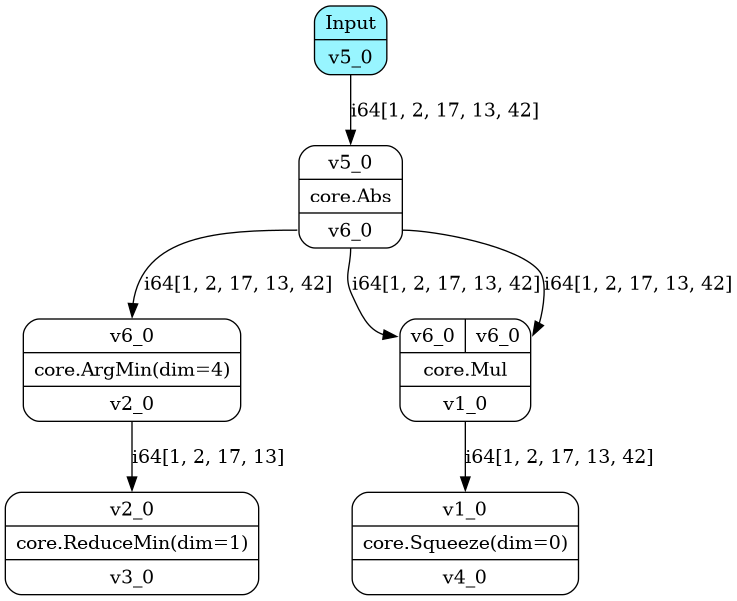 Input
v5_0
i64[1, 2, 17, 13, 42]
v5_0
core.Abs
v6_0
i64[1, 2, 17, 13, 42]
i64[1, 2, 17, 13, 42]
i64[1, 2, 17, 13, 42]
v6_0
core.ArgMin(dim=4)
v2_0
v6_0 v6_0
core.Mul
v1_0
i64[1, 2, 17, 13]
i64[1, 2, 17, 13, 42]
v2_0
core.ReduceMin(dim=1)
v3_0
v1_0
core.Squeeze(dim=0)
v4_0